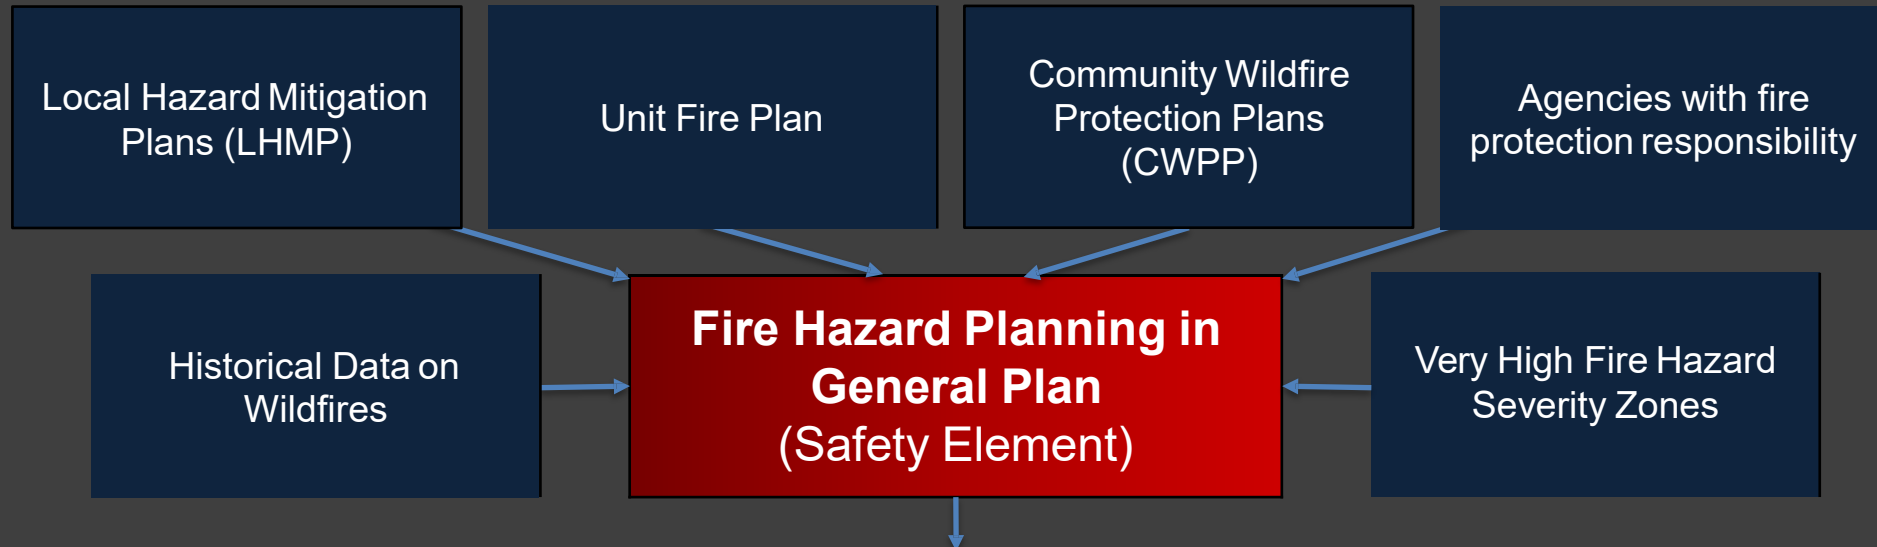 Local Hazard Mitigation
Plans (LHMP)
Unit Fire Plan
Community Wildfire
Protection Plans
(CWPP)
Agencies with fire
protection responsibility
Historical Data on
Wildfires
Fire Hazard Planning in
General Plan
(Safety Element)
Very High Fire Hazard
Severity Zones